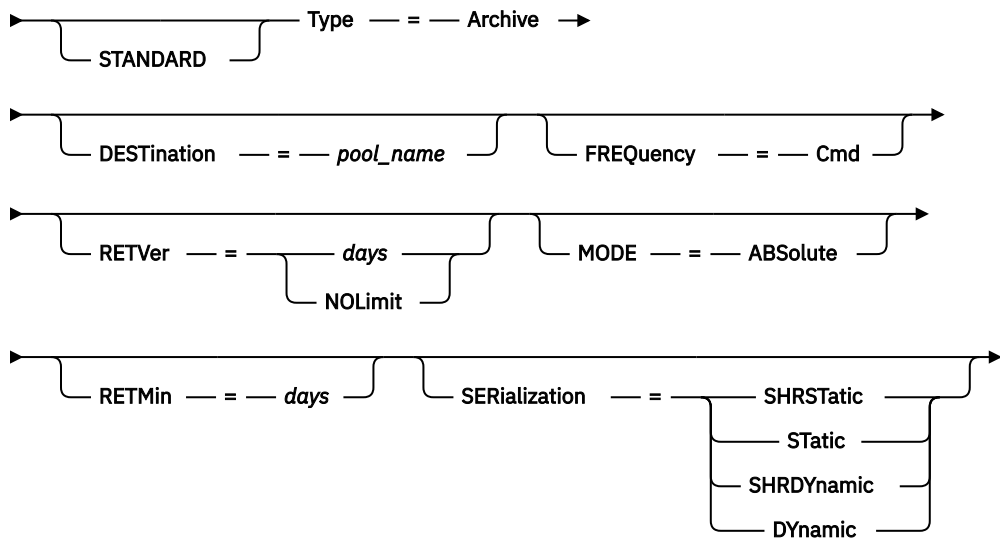 Type = Archive
STANDARD
DESTination = pool_name FREQuency = Cmd
RETVer = days MODE = ABSolute
NOLimit
RETMin = days SERialization = SHRSTatic
STatic
SHRDYnamic
DYnamic